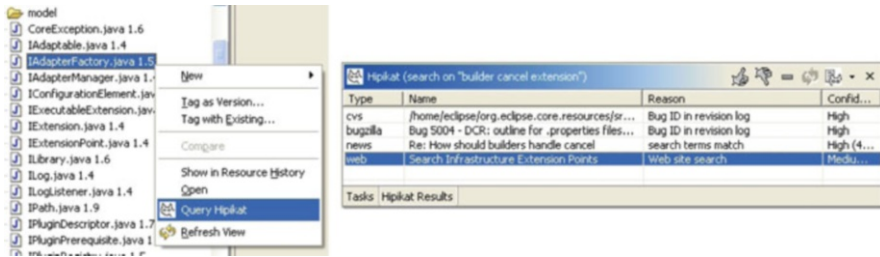 model
CoreException.java 1.6
IAdaptable.java 1.4
IAdapterFactory.java 1.5
IAdapterManager.java 1.
IConfigurationElement.jav
IExecutableExtension.jav
IExtension.java 1.4
IExtensionPoint.java 1.4
ILibrary.java 1.6
ILog.java 1.4
ILogListener.java 1.4
IPath.java 1.9
IPluginDescriptor.java 1.7
IPluginPrerequisite.java 1
IPluginRegistry.java 1.5
New
Tag as Version...
Tag with Existing...
Compare
Show in Resource History
Open
Query Hipikat
Refresh View
Hipikat (search on "builder cancel extension")
Type Name Reason Confid...
cvs /home/eclipse/org.eclipse.core.resources/sr... Bug ID in revision log High
bugzilla Bug 5004 - DCR: outline for .properties files... Bug ID in revision log High
news Re: How should builders handle cancel search terms match High (4...
web Search Infrastructure Extension Points Web site search Mediu...
Tasks Hipikat Results